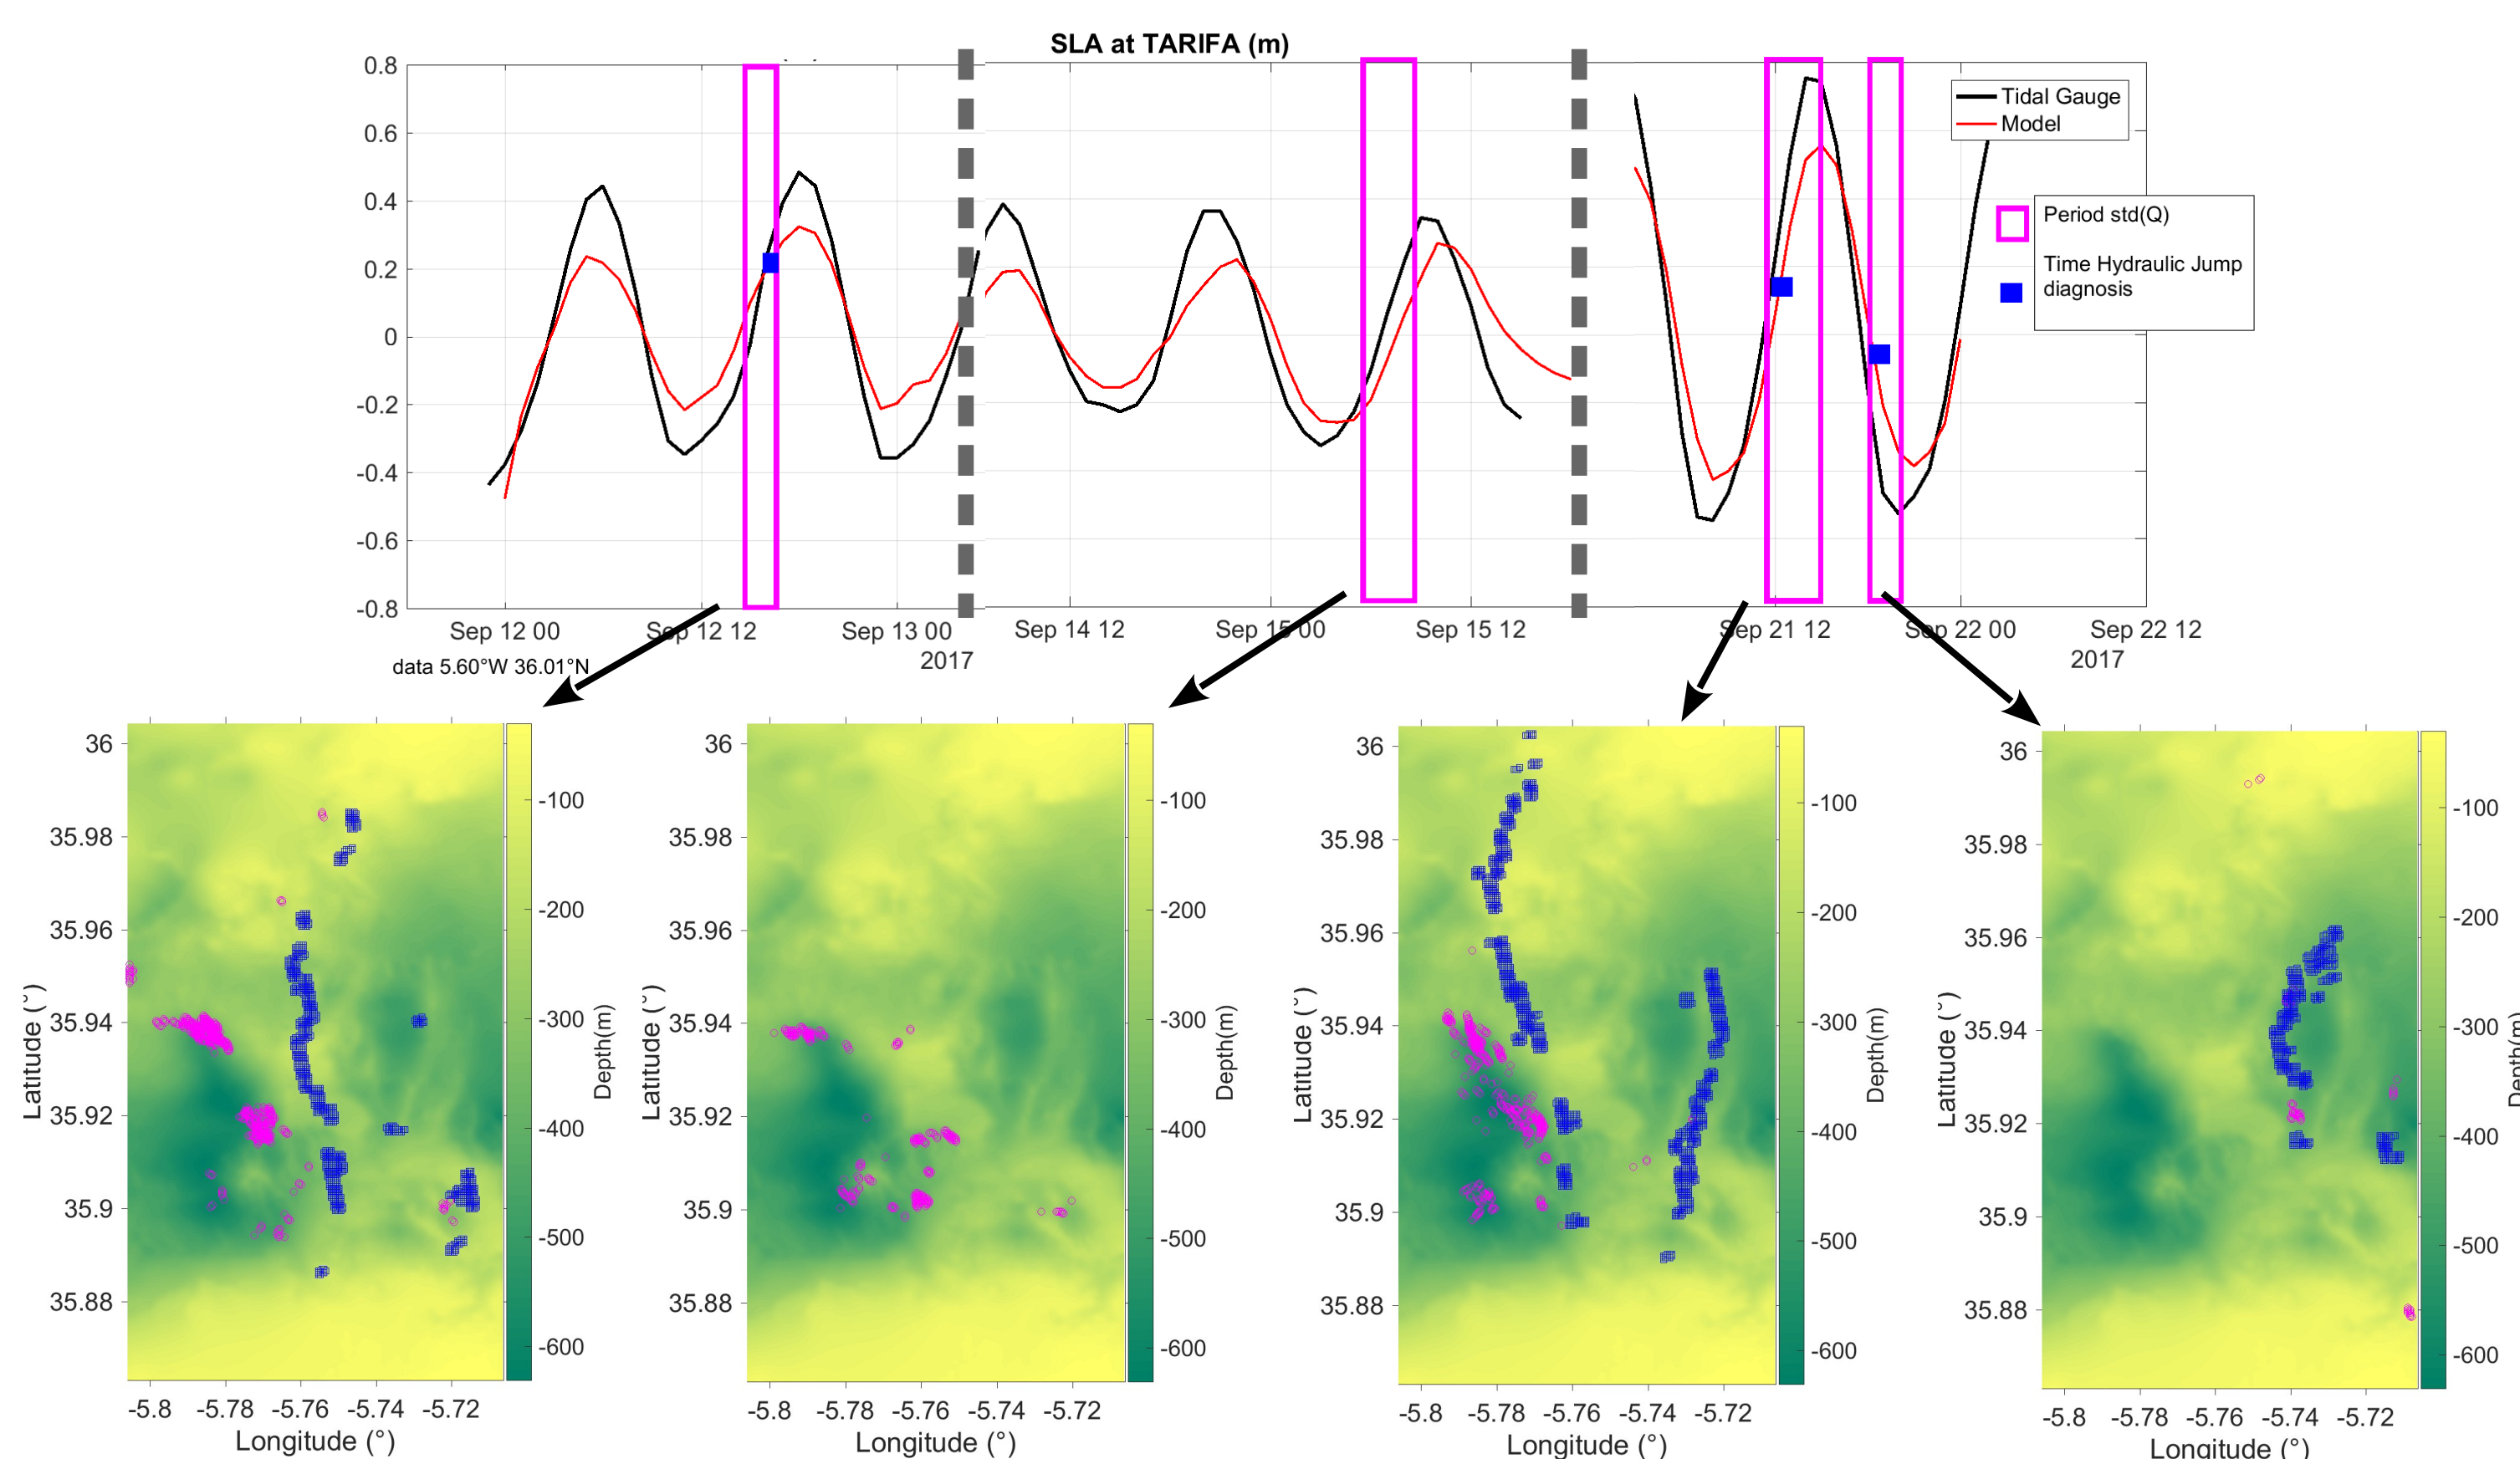 SLA at TARIFA (m)
0.8
0.6
0.4
0.2
0
-0.2
-0.4
-0.6
-0.8
Tidal Gauge
Model
Period std(Q)
Time Hydraulic Jump
diagnosis
Sep 12 00
Sep 12 12
Sep 13 00
Sep 14 12
Sep 15 00
Sep 15 12
Sep 21 12
Sep 22 00
Sep 22 12
2017
2017
data 5.60°W 36.01°N
36
35.98
35.96
35.94
35.92
35.9
35.88
Latitude (°)
-5.8
-5.78
-5.76
-5.74
-5.72
Longitude (°)
-100
-200
-300
-400
-500
-600
Depth(m)
36
35.98
35.96
35.94
35.92
35.9
35.88
Latitude (°)
-5.8
-5.78
-5.76
-5.74
-5.72
Longitude (°)
-100
-200
-300
-400
-500
-600
Depth(m)
36
35.98
35.96
35.94
35.92
35.9
35.88
Latitude (°)
-5.8
-5.78
-5.76
-5.74
-5.72
Longitude (°)
-100
-200
-300
-400
-500
-600
Depth(m)
36
35.98
35.96
35.94
35.92
35.9
35.88
Latitude (°)
-5.8
-5.78
-5.76
-5.74
-5.72
Longitude (°)
-100
-200
-300
-400
-500
-600
Depth(m)